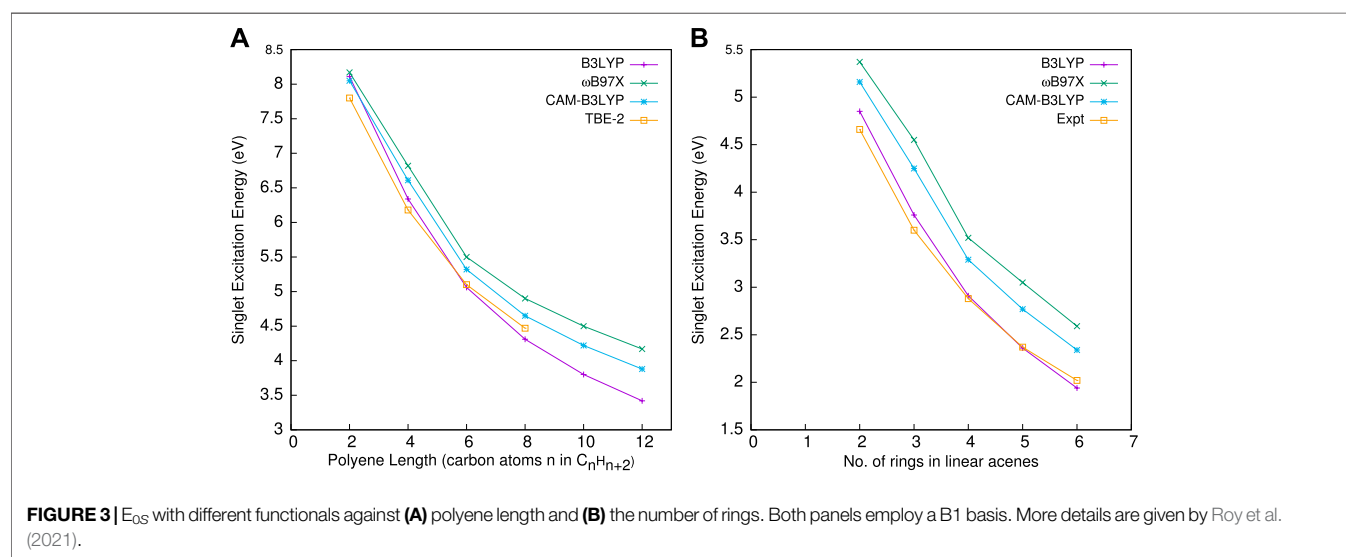 A
8.5
8
7.5
7
6.5
6
5.5
5
4.5
4
3.5
3
Singlet Excitation Energy (eV)
B3LYP
ωB97X
CAM-B3LYP
TBE-2
0 2 4 6 8 10 12
Polyene Length (carbon atoms n in CnHn+2)
B
5.5
5
4.5
4
3.5
3
2.5
2
1.5
Singlet Excitation Energy (eV)
B3LYP
ωB97X
CAM-B3LYP
Expt
0 1 2 3 4 5 6 7
No. of rings in linear acenes
FIGURE 3 | E0S with different functionals against (A) polyene length and (B) the number of rings. Both panels employ a B1 basis. More details are given by Roy et al.
(2021).